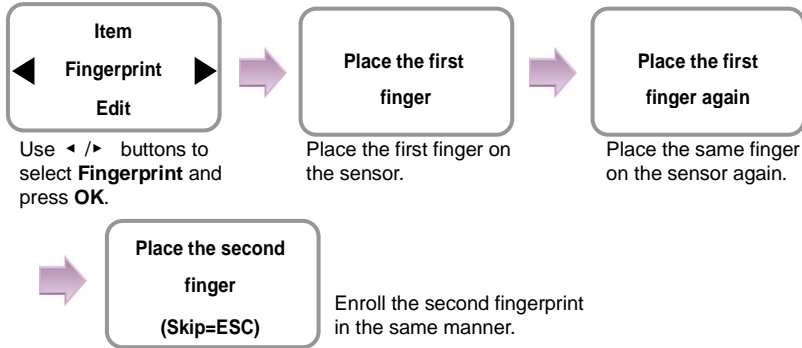 Item
Fingerprint
Edit
Use ◂ /▸ buttons to
select Fingerprint and
press OK.
Place the first
finger
Place the first finger on
the sensor.
Place the first
finger again
Place the same finger
on the sensor again.
Place the second
finger
(Skip=ESC)
Enroll the second fingerprint
in the same manner.